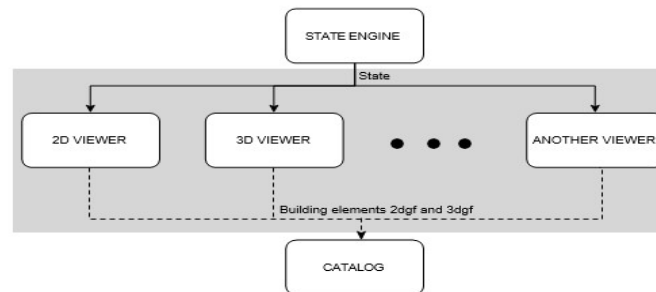 STATE ENGINE
State
2D VIEWER
3D VIEWER
ANOTHER VIEWER
Building elements 2dgf and 3dgf
CATALOG